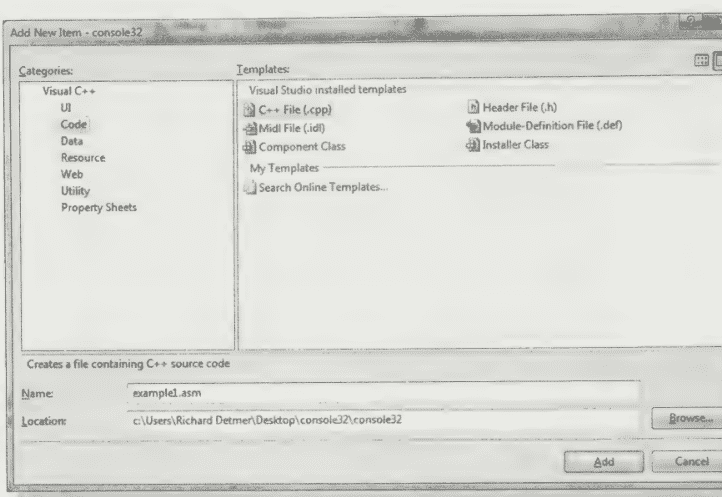 Add New Item - console32
Categories:
Visual C++
UI
Code
Data
Resource
Web
Utility
Property Sheets
Templates:
Visual Studio installed templates
C++ File (.cpp)
Header File (.h)
Midl File (.idl)
Module-Definition File (.def)
Component Class
Installer Class
My Templates
Search Online Templates...
Creates a file containing C++ source code
Name:
example1.asm
Location:
c:\Users\Richard Detmer\Desktop\console32\console32
Browse...
Add
Cancel